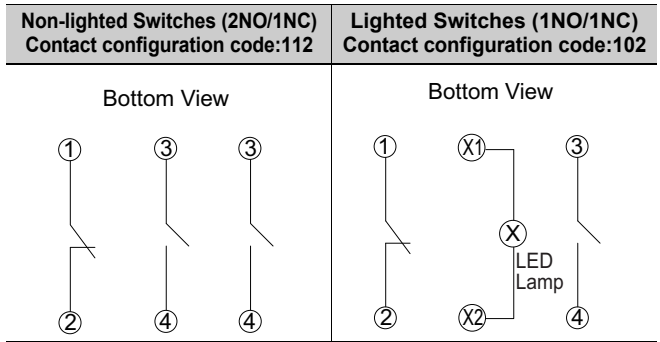 Non-lighted Switches (2NO/1NC)
Contact configuration code:112
Lighted Switches (1NO/1NC)
Contact configuration code:102
Bottom View
1 3 3
2 4 4
Bottom View
1 X1 3
X
LED
Lamp
2 X2 4